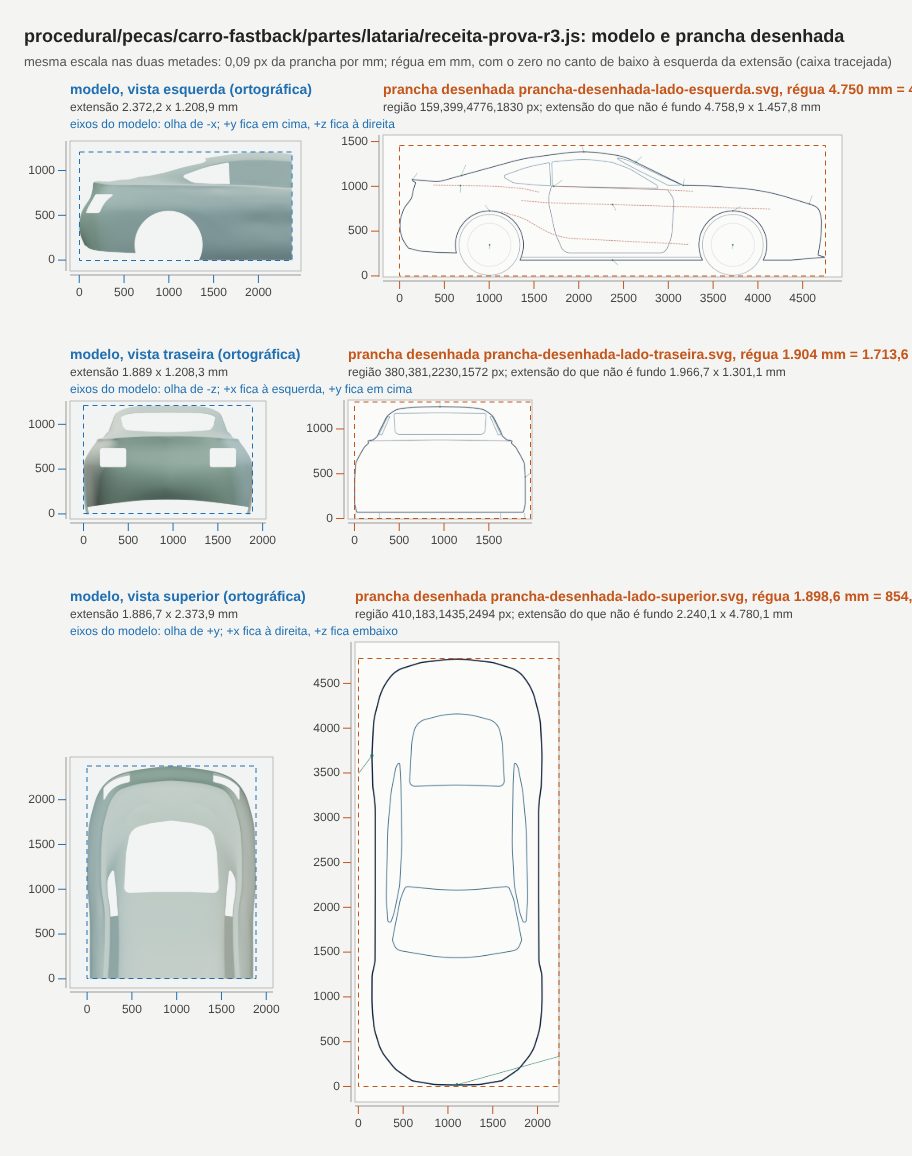 procedural/pecas/carro-fastback/partes/lataria/receita-prova-r3.js: modelo e prancha desenhada
mesma escala nas duas metades: 0,09 px da prancha por mm; régua em mm, com o zero no canto de baixo à esquerda da extensão (caixa tracejada)
modelo, vista esquerda (ortográfica)
extensão 2.372,2 x 1.208,9 mm
eixos do modelo: olha de -x; +y fica em cima, +z fica à direita
1000
500
0
0 500 1000 1500 2000
prancha desenhada prancha-desenhada-lado-esquerda.svg, régua 4.750 mm = 4
região 159,399,4776,1830 px; extensão do que não é fundo 4.758,9 x 1.457,8 mm
1500
1000
500
0
0 500 1000 1500 2000 2500 3000 3500 4000 4500
modelo, vista traseira (ortográfica)
extensão 1.889 x 1.208,3 mm
eixos do modelo: olha de -z; +x fica à esquerda, +y fica em cima
1000
500
0
0 500 1000 1500 2000
prancha desenhada prancha-desenhada-lado-traseira.svg, régua 1.904 mm = 1.713,6
região 380,381,2230,1572 px; extensão do que não é fundo 1.966,7 x 1.301,1 mm
1000
500
0
0 500 1000 1500
modelo, vista superior (ortográfica)
extensão 1.886,7 x 2.373,9 mm
eixos do modelo: olha de +y; +x fica à direita, +z fica embaixo
2000
1500
1000
500
0
0 500 1000 1500 2000
prancha desenhada prancha-desenhada-lado-superior.svg, régua 1.898,6 mm = 854,
região 410,183,1435,2494 px; extensão do que não é fundo 2.240,1 x 4.780,1 mm
4500
4000
3500
3000
2500
2000
1500
1000
500
0
0 500 1000 1500 2000